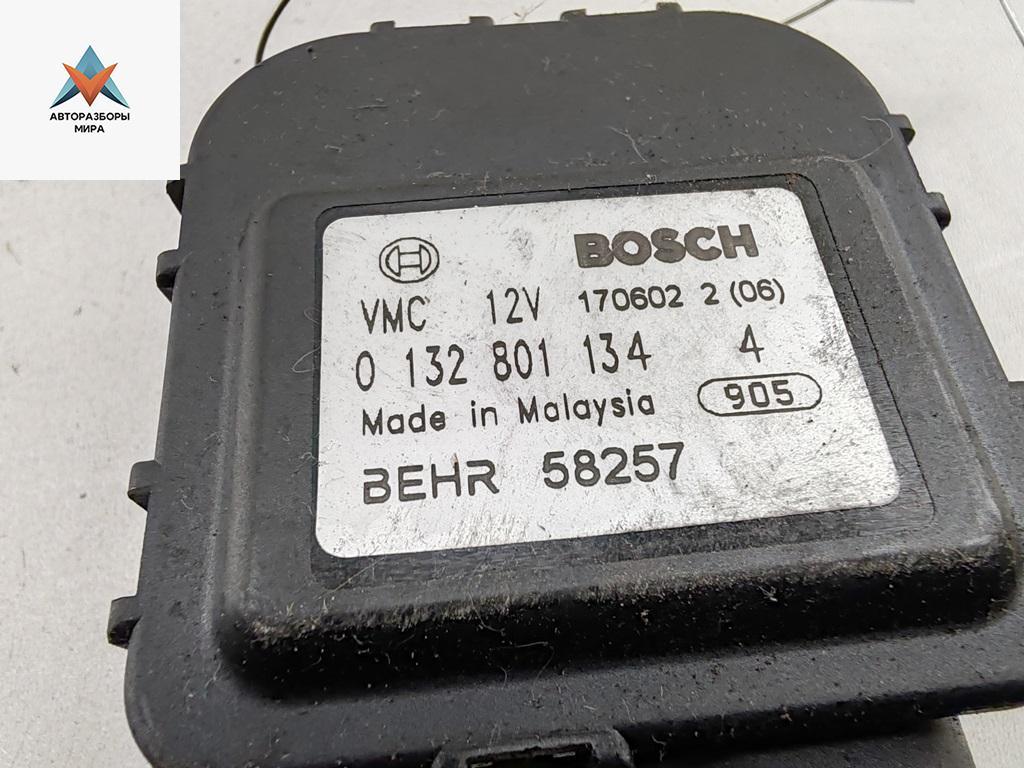 АВТОРАЗБОРЫ
МИРА
BOSCH
VMC 12V 170602 2 (06)
0 132 801 134 4
Made in Malaysia 905
BEHR 58257